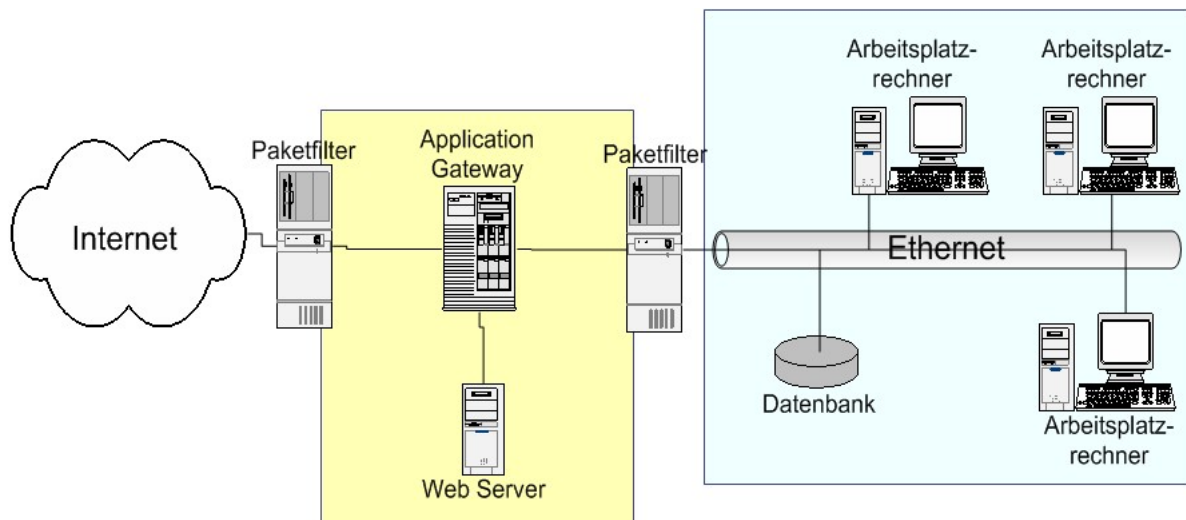 Internet
Paketfilter
Application
Gateway
Web Server
Paketfilter
Arbeitsplatz-
rechner
Arbeitsplatz-
rechner
Ethernet
Datenbank
Arbeitsplatz-
rechner